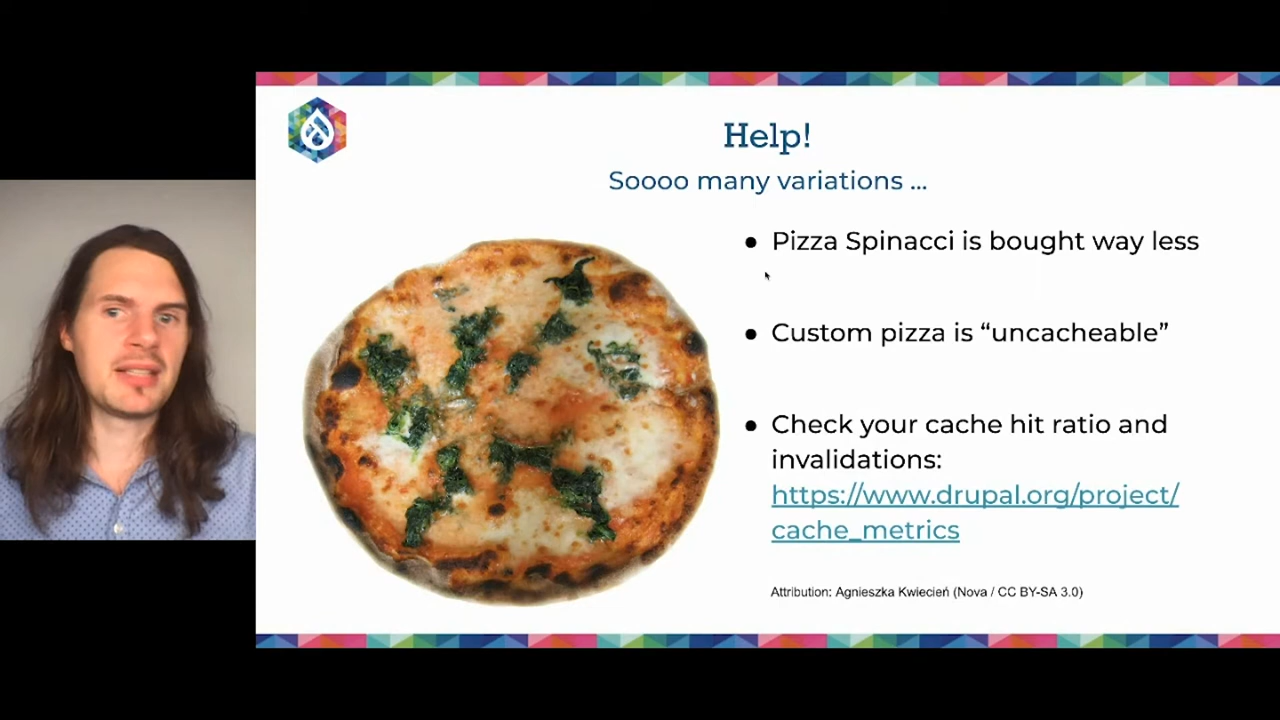 Help!
Soooo many variations ...
● Pizza Spinacci is bought way less
● Custom pizza is “uncacheable”
● Check your cache hit ratio and
invalidations:
https://www.drupal.org/project/
cache_metrics
Attribution: Agnieszka Kwiecień (Nova / CC BY-SA 3.0)